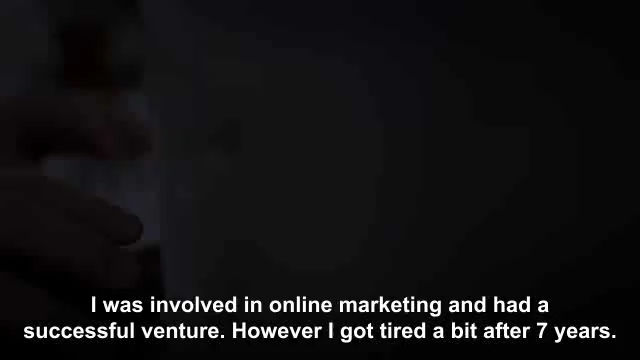 I was involved in online marketing and had a
successful venture. However I got tired a bit after 7 years.